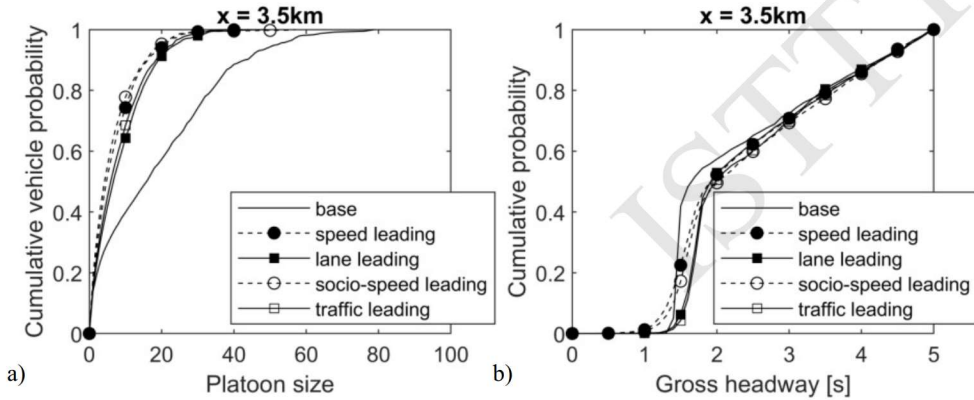 x = 3.5km
Cumulative vehicle probability
1
0.8
0.6
0.4
0.2
0
0 20 40 60 80 100
Platoon size
base
speed leading
lane leading
socio-speed leading
traffic leading
a)
x = 3.5km
Cumulative probability
1
0.8
0.6
0.4
0.2
0
0 1 2 3 4 5
Gross headway [s]
base
speed leading
lane leading
socio-speed leading
traffic leading
b)